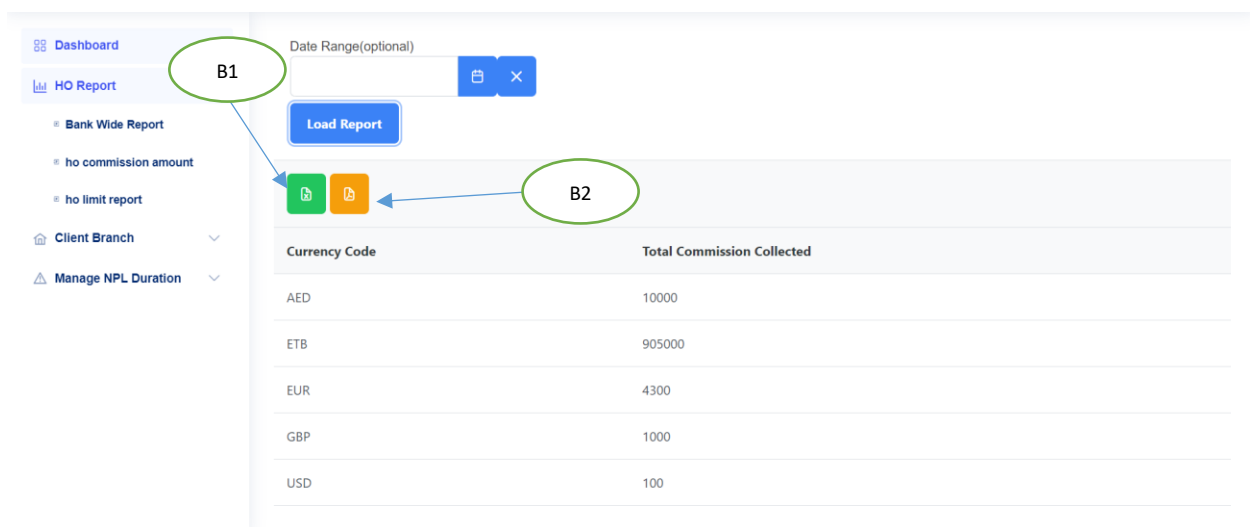 Dashboard
HO Report
Bank Wide Report
ho commission amount
ho limit report
Client Branch
Manage NPL Duration
B1
Date Range(optional)
Load Report
B2
Currency Code Total Commission Collected
AED 10000
ETB 905000
EUR 4300
GBP 1000
USD 100